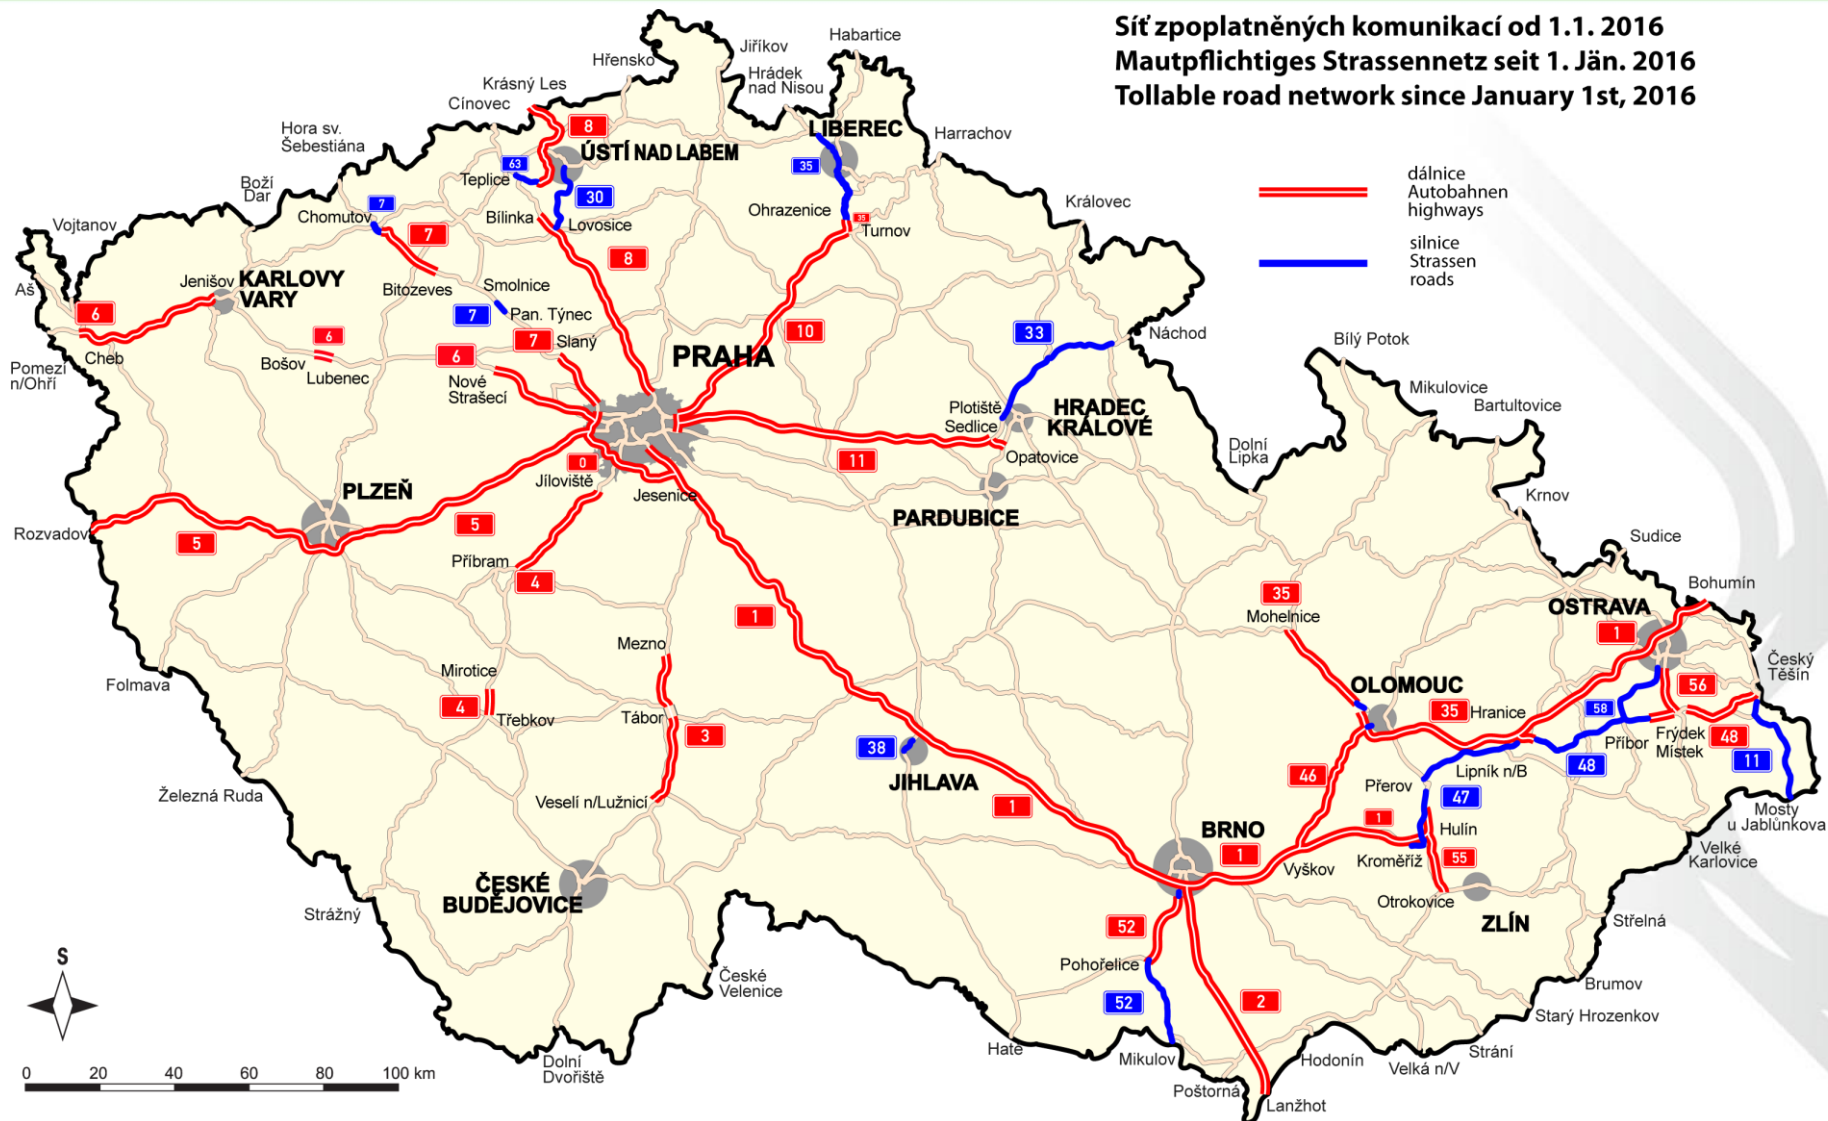 Síť zpoplatněných komunikací od 1.1. 2016
Mautpflichtiges Strassennetz seit 1. Jän. 2016
Tollable road network since January 1st, 2016
dálnice
Autobahnen
highways
silnice
Strassen
roads
Habartice
Jiříkov
Hřensko
Hrádek
nad Nisou
Krásný Les
Cínovec
8
LIBEREC
Harrachov
Hora sv.
Šebestiána
ÚSTÍ NAD LABEM
63
35
Teplice
30
Boží
Dar
7
Chomutov
Bílinka
Lovosice
Ohrazenice
35
Turnov
Královec
Vojtanov
7
8
Jenišov
KARLOVY
VARY
Bitozeves
Smolnice
Aš
6
7
Pan. Týnec
6
7
Slaný
10
33
Náchod
Bílý Potok
Cheb
Bošov
Lubenec
6
PRAHA
Pomezí
n/Ohří
Nové
Strašecí
Mikulovice
Bartultovice
Plotiště
Sedlice
HRADEC
KRÁLOVÉ
Dolní
Lipka
0
11
Opatovice
Jíloviště
Jesenice
PLZEŇ
PARDUBICE
Krnov
Rozvadov
5
5
Sudice
Příbram
4
Bohumín
35
OSTRAVA
1
Mohelnice
1
Mezno
Český
Těšín
Mirotice
Folmava
OLOMOUC
56
4
Třebkov
Tábor
35
Hranice
58
3
38
Příbor
Frýdek
Místek
48
JIHLAVA
46
Lipník n/B
48
11
Železná Ruda
Veselí n/Lužnicí
1
Přerov
47
Mosty
u Jablůnkova
BRNO
1
1
Hulín
Velké
Karlovice
Vyškov
Kroměříž
55
ČESKÉ
BUDĚJOVICE
Otrokovice
Strážný
52
ZLÍN
Střelná
S
Pohořelice
České
Velenice
52
2
Brumov
Starý Hrozenkov
Hatě
Mikulov
Hodonín
Strání
Velká n/V
Dolní
Dvořiště
Poštorná
Lanžhot
0 20 40 60 80 100 km